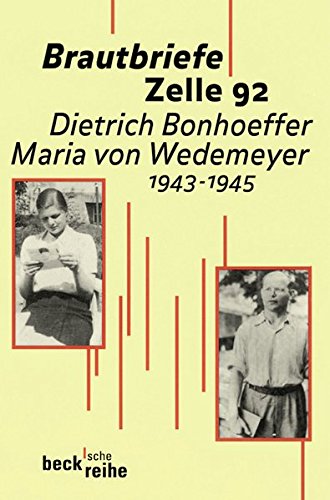 Brautbriefe
Zelle 92
Dietrich Bonhoeffer
Maria von Wedemeyer
1943-1945
beck'sche
reihe